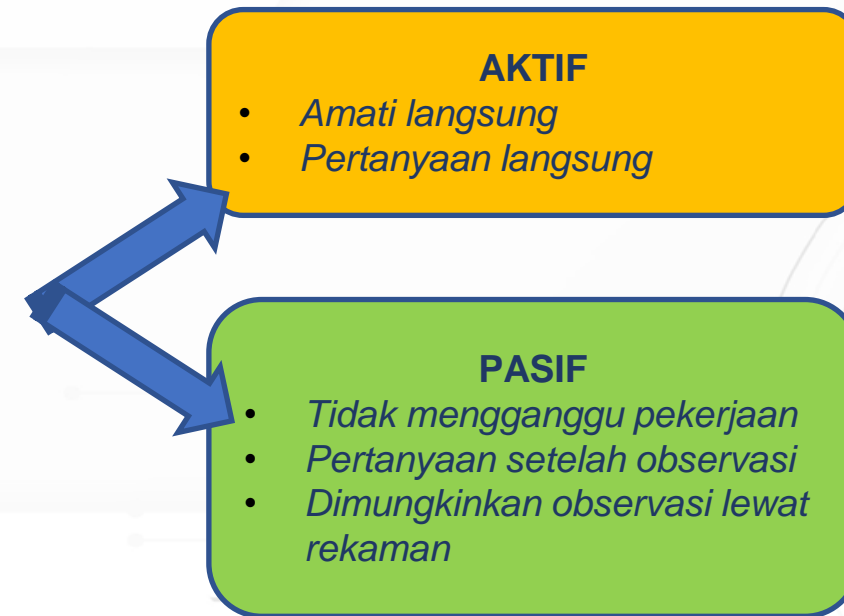 AKTIF
• Amati langsung
• Pertanyaan langsung
PASIF
• Tidak mengganggu pekerjaan
• Pertanyaan setelah observasi
• Dimungkinkan observasi lewat
rekaman